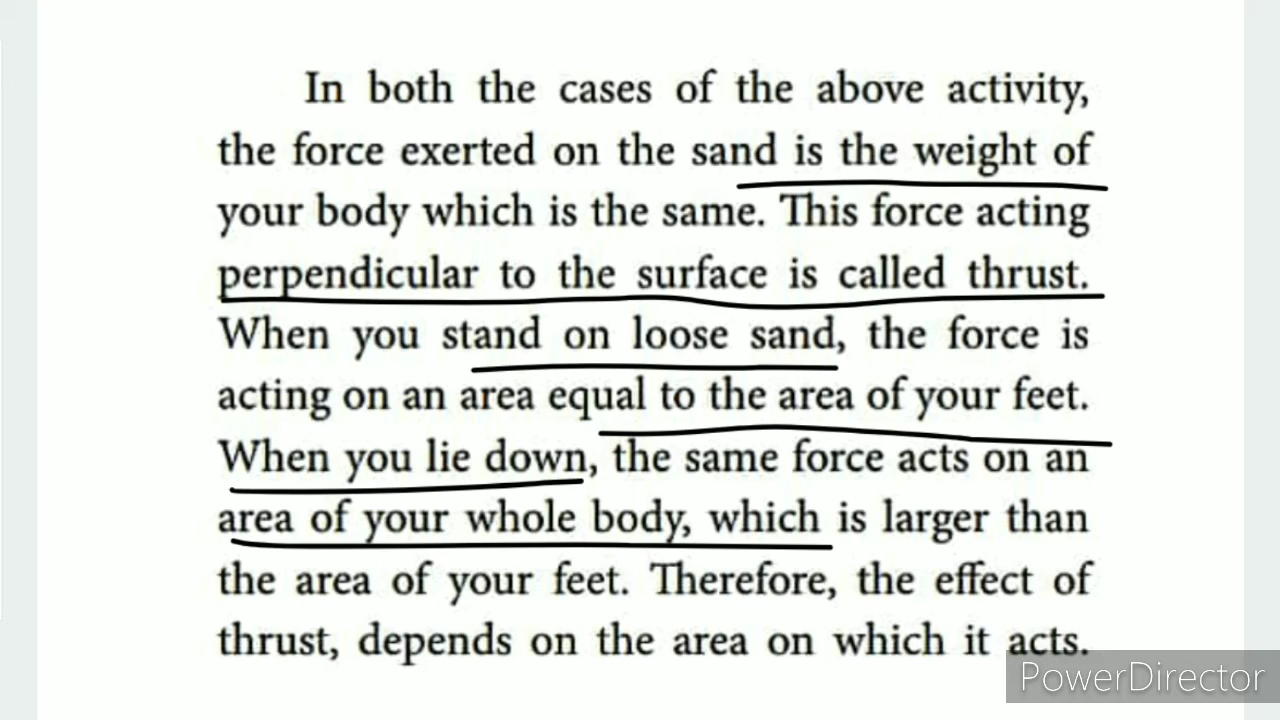 In both the cases of the above activity,
the force exerted on the sand is the weight of
your body which is the same. This force acting
perpendicular to the surface is called thrust.
When you stand on loose sand, the force is
acting on an area equal to the area of your feet.
When you lie down, the same force acts on an
area of your whole body, which is larger than
the area of your feet. Therefore, the effect of
thrust, depends on the area on which it acts.
PowerDirector